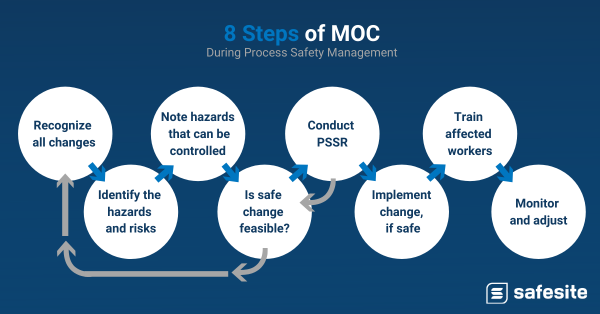 8 Steps of MOC
During Process Safety Management
Recognize
all changes
Identify the
hazards
and risks
Note hazards
that can be
controlled
Is safe
change
feasible?
Conduct
PSSR
Implement
change,
if safe
Train
affected
workers
Monitor
and adjust
safesite